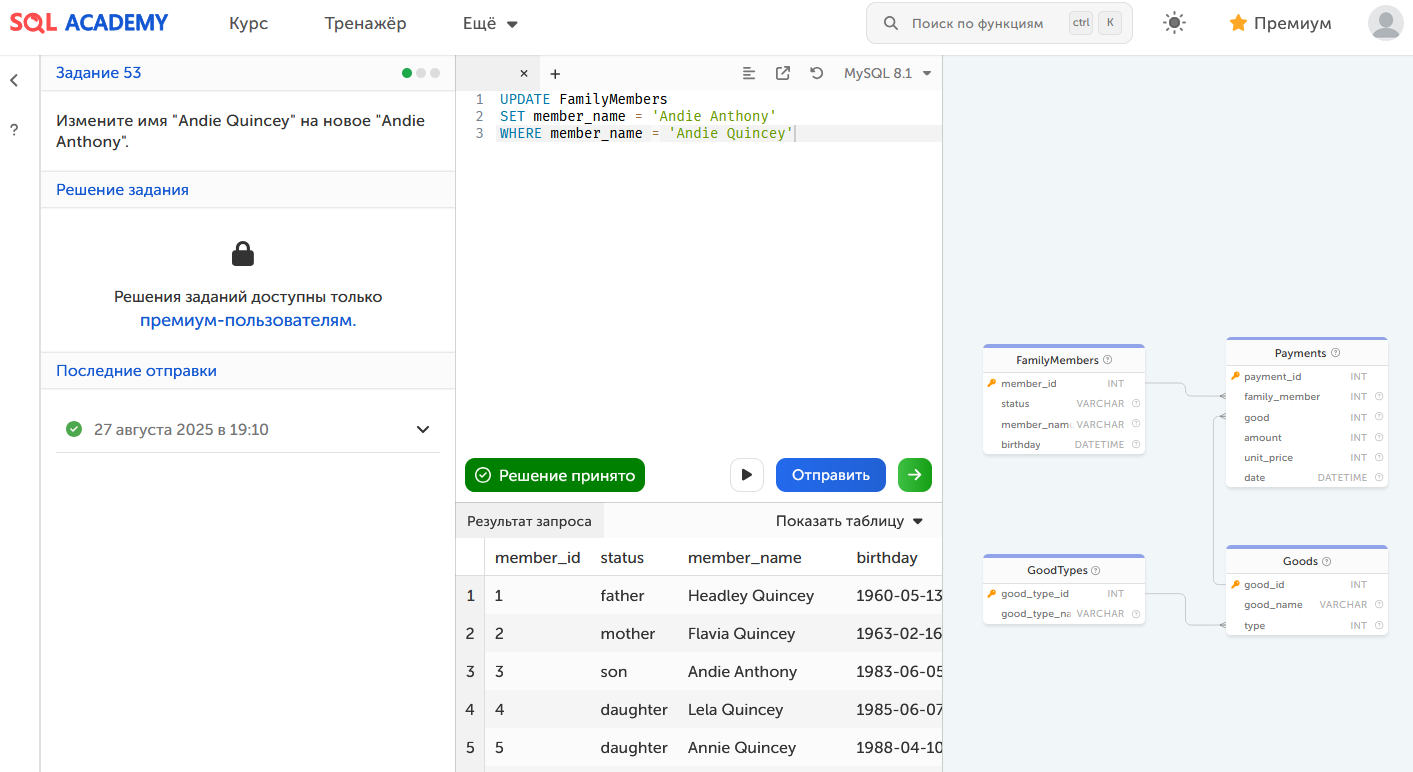 SQL ACADEMY
Курс
Тренажёр
Ещё
Поиск по функциям
ctrl
K
Премиум
Задание 53
Измените имя "Andie Quincey" на новое "Andie
Anthony".
Решение задания
Решения заданий доступны только
премиум-пользователям.
Последние отправки
27 августа 2025 в 19:10
?
×
+
MySQL 8.1
1 UPDATE FamilyMembers
2 SET member_name = 'Andie Anthony'
3 WHERE member_name = 'Andie Quincey'
Решение принято
Отправить
Результат запроса
Показать таблицу
member_id status member_name birthday
1 1 father Headley Quincey 1960-05-13
2 2 mother Flavia Quincey 1963-02-16
3 3 son Andie Anthony 1983-06-05
4 4 daughter Lela Quincey 1985-06-07
5 5 daughter Annie Quincey 1988-04-10
FamilyMembers
member_id INT
status VARCHAR
member_nam VARCHAR
birthday DATETIME
Payments
payment_id INT
family_member INT
good INT
amount INT
unit_price INT
date DATETIME
GoodTypes
good_type_id INT
good_type_na VARCHAR
Goods
good_id INT
good_name VARCHAR
type INT